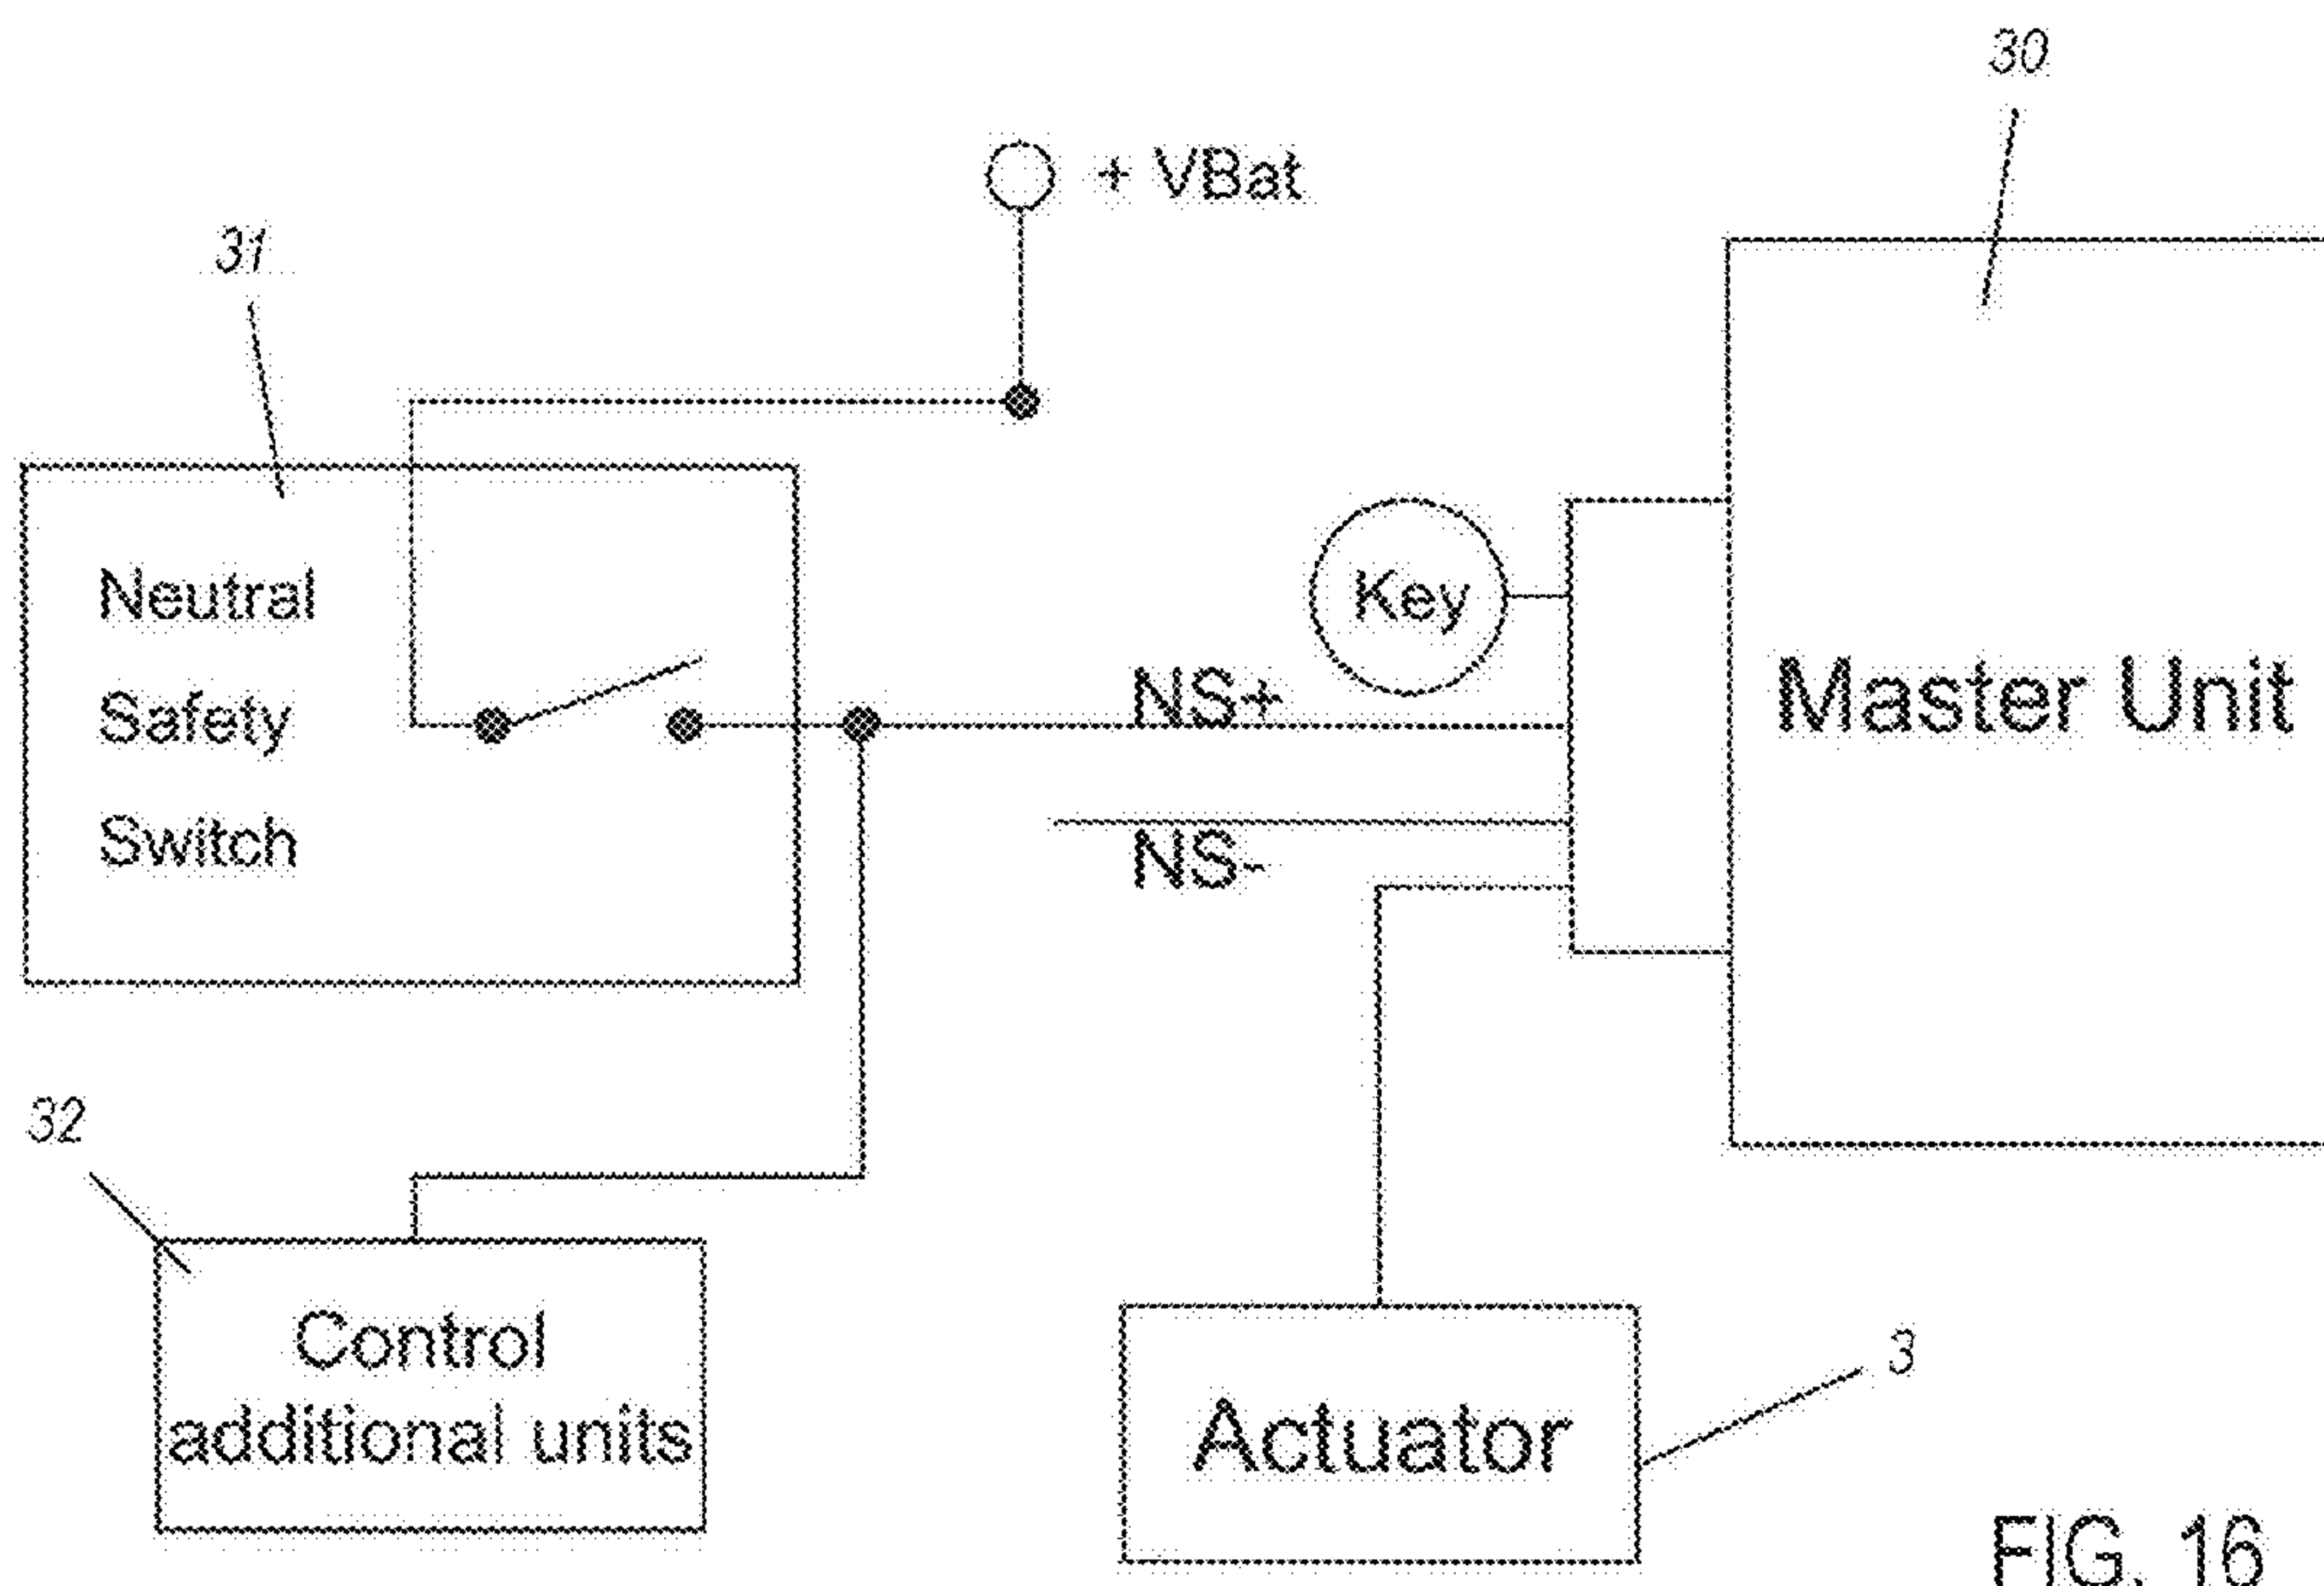 30
+ VBat
31
Key
Neutral
Safety
Switch
NS+
Master Unit
NS-
32
Control
additional units
Actuator
3
FIG. 16